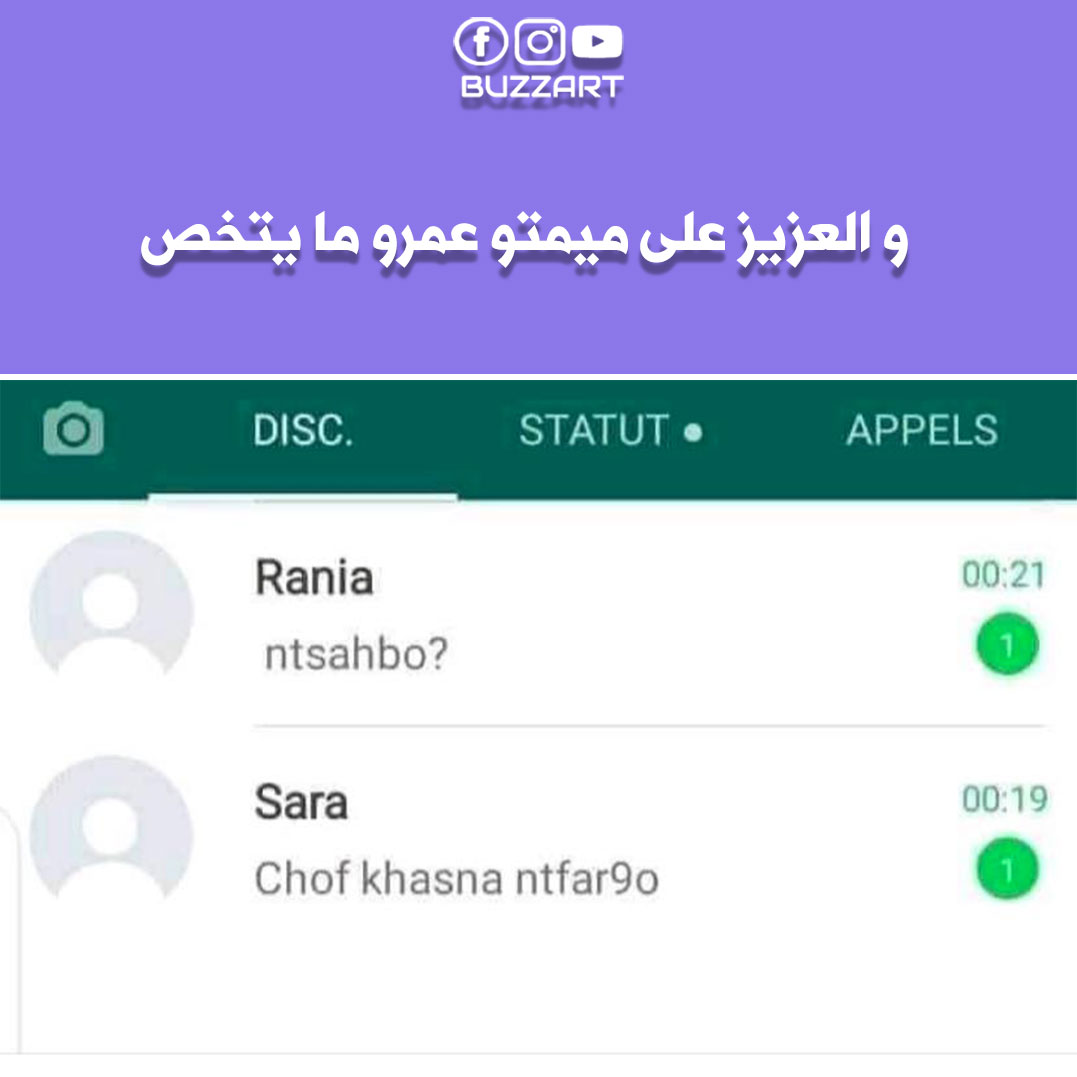 BUZZART
و العزيز على ميمتو عمرو ما يتخص
DISC.
STATUT
APPELS
Rania
00:21
ntsahbo?
1
Sara
00:19
Chof khasna ntfar9o
1